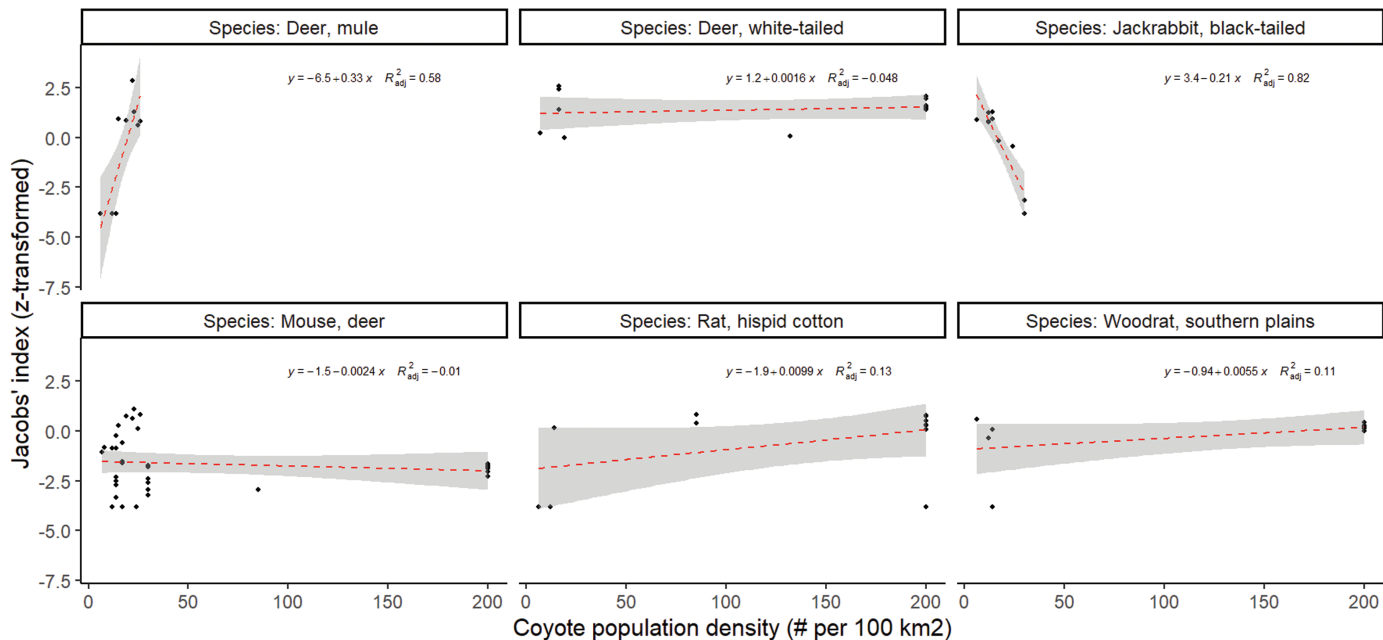 Species: Deer, mule
Species: Deer, white-tailed
Species: Jackrabbit, black-tailed
y = −6.5+0.33 x R²adj = 0.58
y = 1.2+0.0016 x R²adj = −0.048
y = 3.4−0.21 x R²adj = 0.82
2.5
0.0
-2.5
-5.0
-7.5
Jacobs' index (z-transformed)
Species: Mouse, deer
Species: Rat, hispid cotton
Species: Woodrat, southern plains
y = −1.5−0.0024 x R²adj = −0.01
y = −1.9+0.0099 x R²adj = 0.13
y = −0.94+0.0055 x R²adj = 0.11
2.5
0.0
-2.5
-5.0
-7.5
0 50 100 150 200
0 50 100 150 200
0 50 100 150 200
Coyote population density (# per 100 km2)